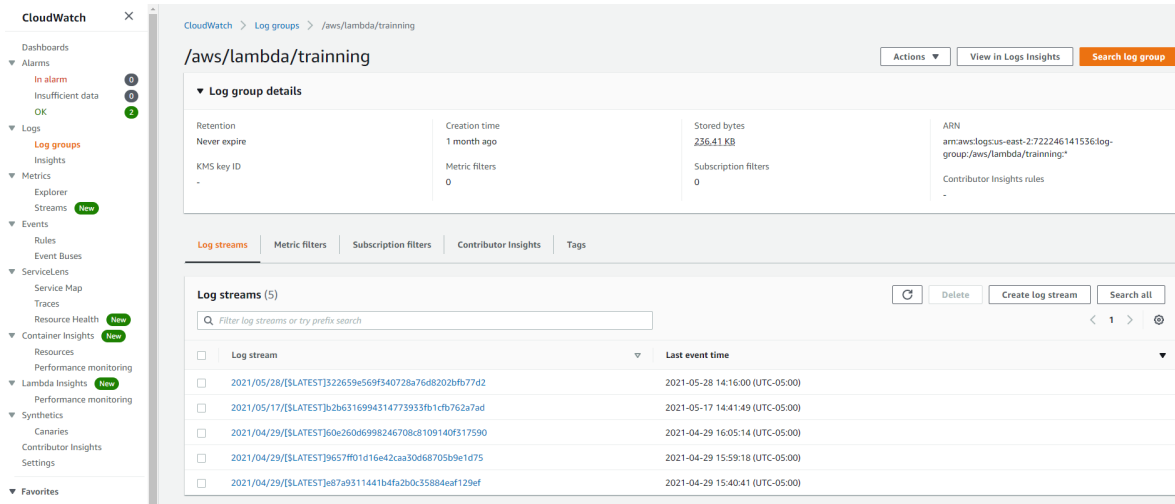 CloudWatch
Dashboards
Alarms
In alarm 0
Insufficient data 0
OK 2
Logs
Log groups
Insights
Metrics
Explorer
Streams New
Events
Rules
Event Buses
ServiceLens
Service Map
Traces
Resource Health New
Container Insights New
Resources
Performance monitoring
Lambda Insights New
Performance monitoring
Synthetics
Canaries
Contributor Insights
Settings
Favorites
CloudWatch > Log groups > /aws/lambda/trainning
/aws/lambda/trainning
Actions View in Logs Insights Search log group
Log group details
Retention
Never expire
KMS key ID
-
Creation time
1 month ago
Metric filters
0
Stored bytes
236.41 KB
Subscription filters
0
ARN
arn:aws:logs:us-east-2:722246141536:log-
group:/aws/lambda/trainning:*
Contributor Insights rules
-
Log streams Metric filters Subscription filters Contributor Insights Tags
Log streams (5) Delete Create log stream Search all
Filter log streams or try prefix search < 1 >
Log stream Last event time
2021/05/28/[$LATEST]322659e569f340728a76d8202bfb77d2 2021-05-28 14:16:00 (UTC-05:00)
2021/05/17/[$LATEST]b2b6316994314773933fb1cfb762a7ad 2021-05-17 14:41:49 (UTC-05:00)
2021/04/29/[$LATEST]60e260d6998246708c8109140f317590 2021-04-29 16:05:14 (UTC-05:00)
2021/04/29/[$LATEST]9657ff01d16e42caa30d68705b9e1d75 2021-04-29 15:59:18 (UTC-05:00)
2021/04/29/[$LATEST]e87a9311441b4fa2b0c35884eaf129ef 2021-04-29 15:40:41 (UTC-05:00)